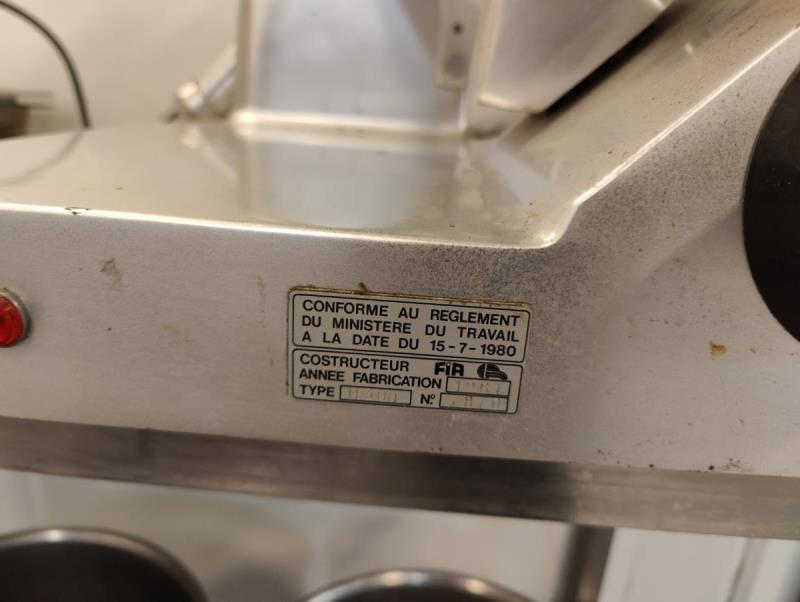 CONFORME AU REGLEMENT
DU MINISTERE DU TRAVAIL
A LA DATE DU 15-7-1980
COSTRUCTEUR FIA
ANNEE FABRICATION
TYPE N°